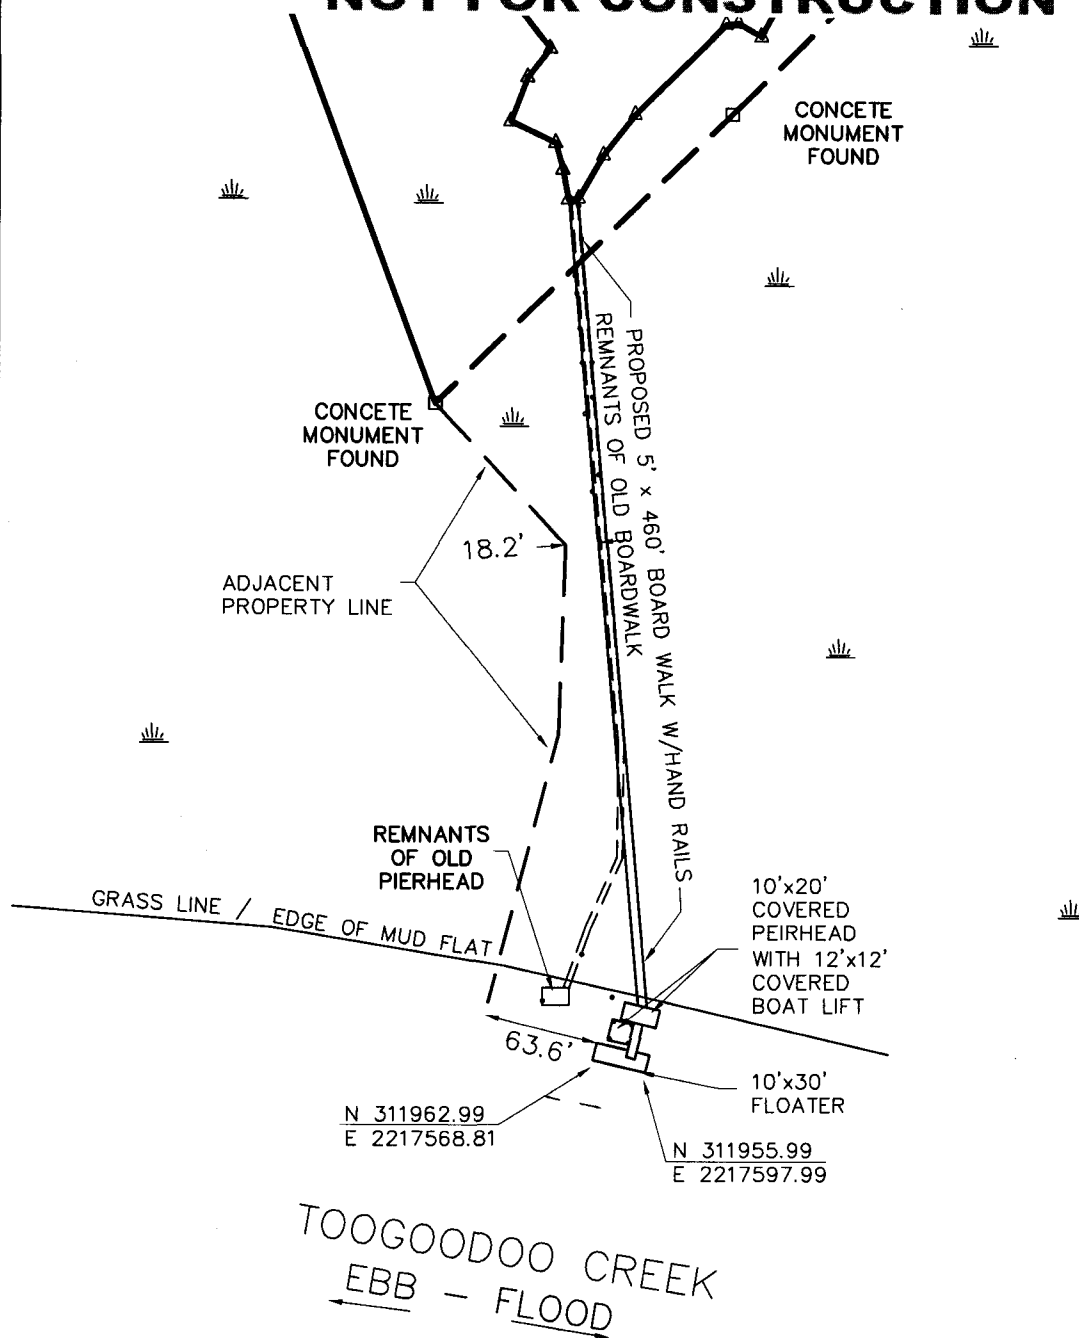 NOT FOR CONSTRUCTION
CONCETE
MONUMENT
FOUND
CONCETE
MONUMENT
FOUND
PROPOSED 5' x 460' BOARD WALK W/HAND RAILS
REMNANTS OF OLD BOARDWALK
18.2'
ADJACENT
PROPERTY LINE
REMNANTS
OF OLD
PIERHEAD
GRASS LINE / EDGE OF MUD FLAT
10'x20'
COVERED
PEIRHEAD
WITH 12'x12'
COVERED
BOAT LIFT
63.6'
10'x30'
FLOATER
N 311962.99
E 2217568.81
N 311955.99
E 2217597.99
TOOGOODOO CREEK
EBB - FLOOD